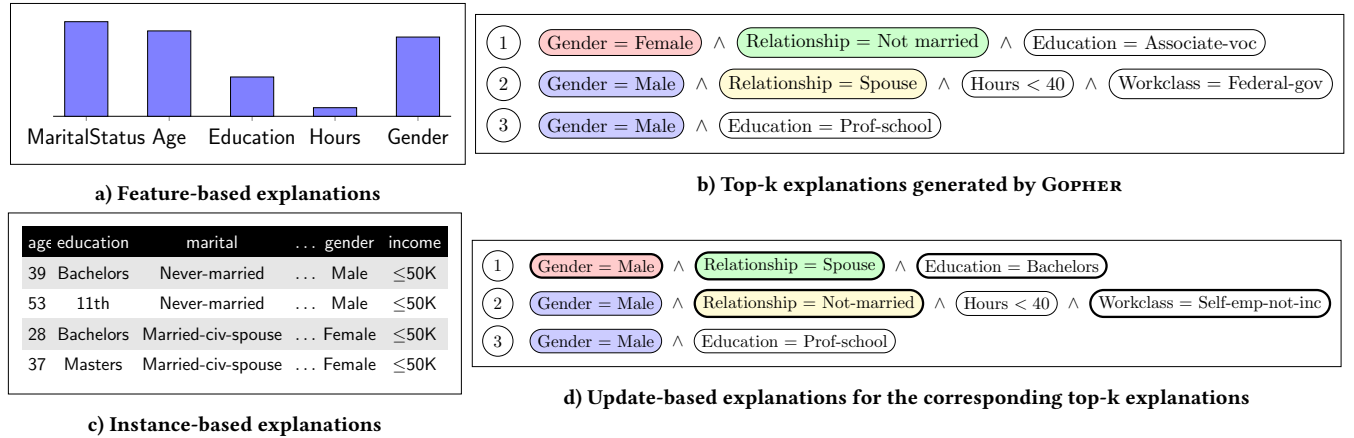 MaritalStatus Age Education Hours Gender
a) Feature-based explanations
1 Gender = Female ∧ Relationship = Not married ∧ Education = Associate-voc
2 Gender = Male ∧ Relationship = Spouse ∧ Hours < 40 ∧ Workclass = Federal-gov
3 Gender = Male ∧ Education = Prof-school
b) Top-k explanations generated by GOPHER
age education marital ... gender income
39 Bachelors Never-married ... Male ≤50K
53 11th Never-married ... Male ≤50K
28 Bachelors Married-civ-spouse ... Female ≤50K
37 Masters Married-civ-spouse ... Female ≤50K
c) Instance-based explanations
1 Gender = Male ∧ Relationship = Spouse ∧ Education = Bachelors
2 Gender = Male ∧ Relationship = Not-married ∧ Hours < 40 ∧ Workclass = Self-emp-not-inc
3 Gender = Male ∧ Education = Prof-school
d) Update-based explanations for the corresponding top-k explanations